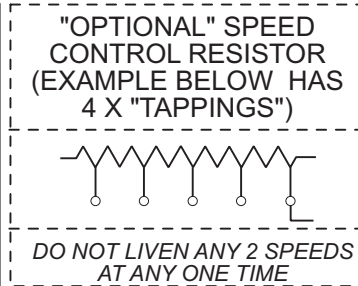 "OPTIONAL" SPEED
CONTROL RESISTOR
(EXAMPLE BELOW HAS
4 X "TAPPINGS")
DO NOT LIVEN ANY 2 SPEEDS
AT ANY ONE TIME